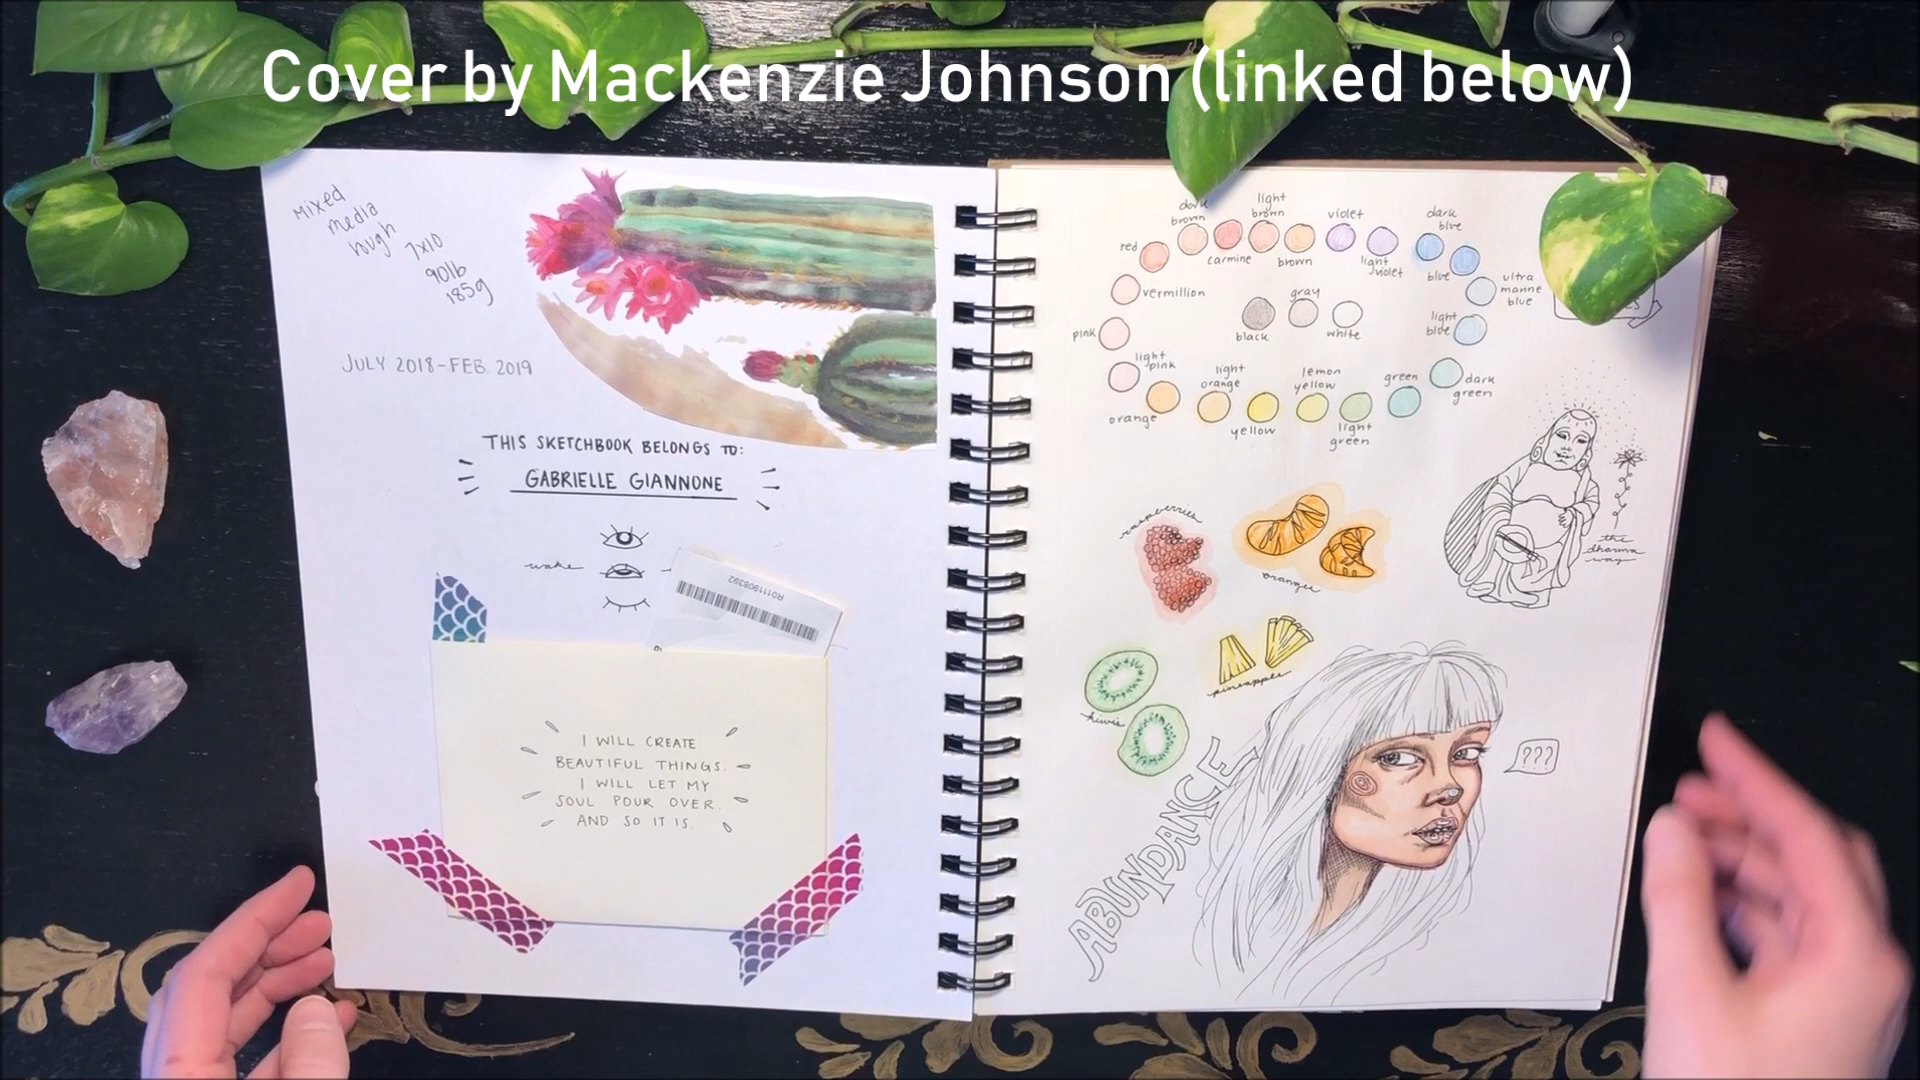 Cover by Mackenzie Johnson (linked below)
Mixed
media
7x10
90lb
185g
JULY 2018-FEB. 2019
THIS SKETCHBOOK BELONGS TO:
GABRIELLE GIANNONE
wake
R0111908392
I WILL CREATE
BEAUTIFUL THINGS.
I WILL LET MY
SOUL POUR OVER.
AND SO IT IS.
dark
brown
light
brown
violet
dark
blue
red
carmine
brown
light
violet
blue
ultra
marine
blue
vermillion
gray
black
white
light
blue
pink
light
pink
light
orange
lemon
yellow
green
dark
green
orange
yellow
light
green
raspberries
oranges
the
dharma
way
pineapple
kiwis
ABUNDANCE
???